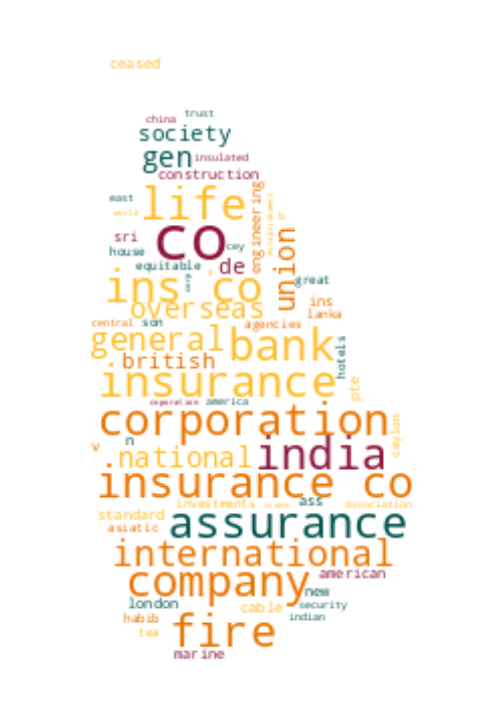 ceased
trust
china
society
gen insulated
construction
east
world
life
engineering
sri
co
house
cey
de
union
equitable
great
corp
ins co
ins
overseas
lanka
central son
agencies
general bank
hotels
british
insurance
pte
coporation america
corporation
ceylon
n
v
national india
insurance co
investments
ass
association
standard
assurance
asiatic
international
american
company
new
london
cable
security
habib
indian
fire
tea
marine